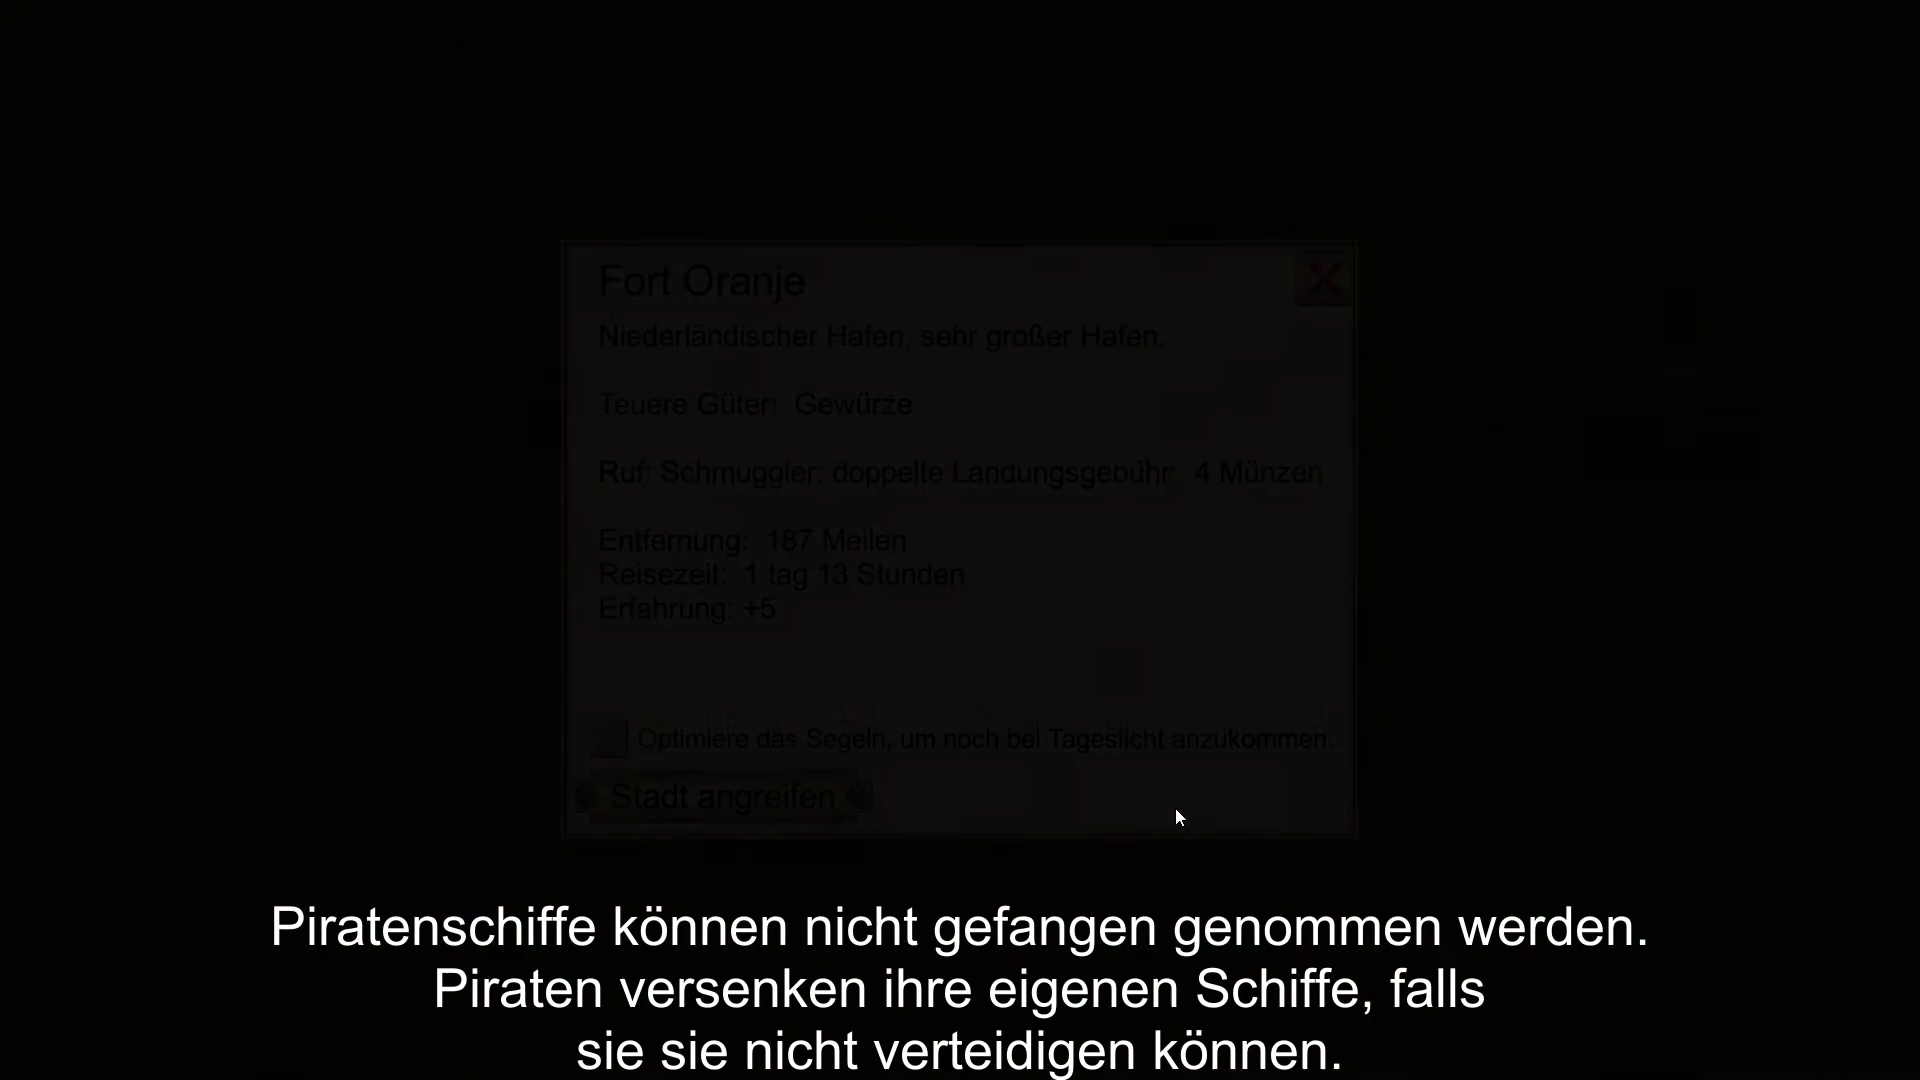 Fort Oranje
Niederländischer Hafen, sehr großer Hafen.
Teuere Güter: Gewürze
Ruf: Schmuggler: doppelte Landungsgebühr: 4 Münzen
Entfernung: 187 Meilen
Reisezeit: 1 tag 13 Stunden
Erfahrung: +5
Optimiere das Segeln, um noch bei Tageslicht anzukommen.
Stadt angreifen
Piratenschiffe können nicht gefangen genommen werden.
Piraten versenken ihre eigenen Schiffe, falls
sie sie nicht verteidigen können.